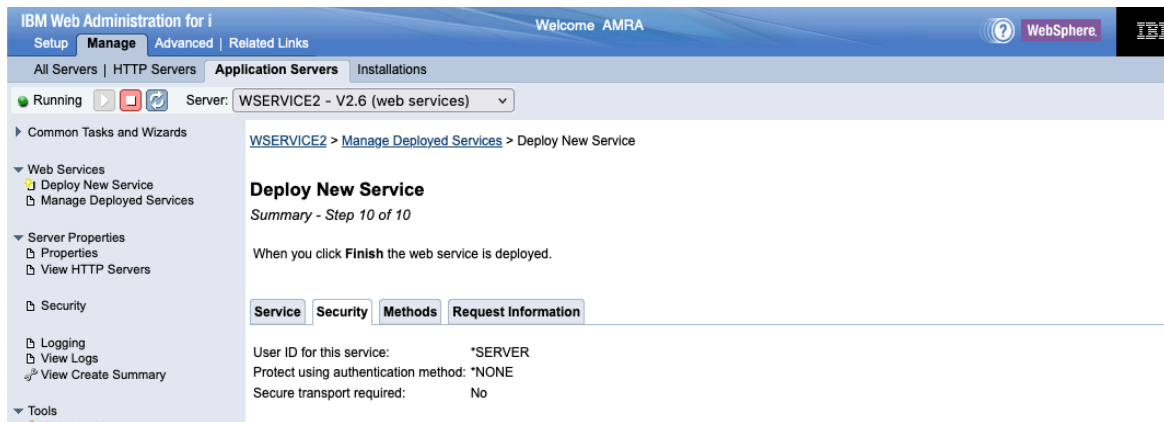 IBM Web Administration for i
Welcome AMRA
? WebSphere.
Setup Manage Advanced | Related Links
All Servers | HTTP Servers Application Servers Installations
Running Server: WSERVICE2 - V2.6 (web services)
Common Tasks and Wizards
Web Services
Deploy New Service
Manage Deployed Services
Server Properties
Properties
View HTTP Servers
Security
Logging
View Logs
View Create Summary
Tools
WSERVICE2 > Manage Deployed Services > Deploy New Service
Deploy New Service
Summary - Step 10 of 10
When you click Finish the web service is deployed.
Service Security Methods Request Information
User ID for this service: *SERVER
Protect using authentication method: *NONE
Secure transport required: No